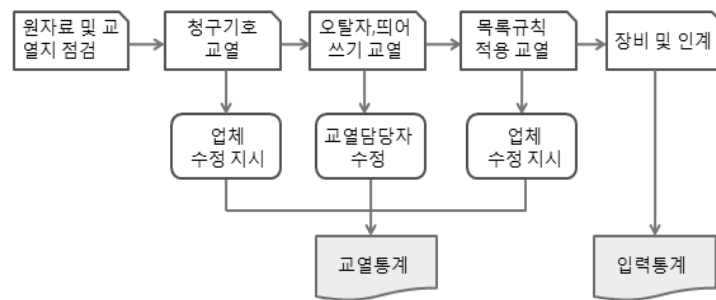 원자료 및 교
열지 점검
청구기호
교열
오탈자,띄어
쓰기 교열
목록규칙
적용 교열
장비 및 인계
업체
수정 지시
교열담당자
수정
업체
수정 지시
교열통계
입력통계